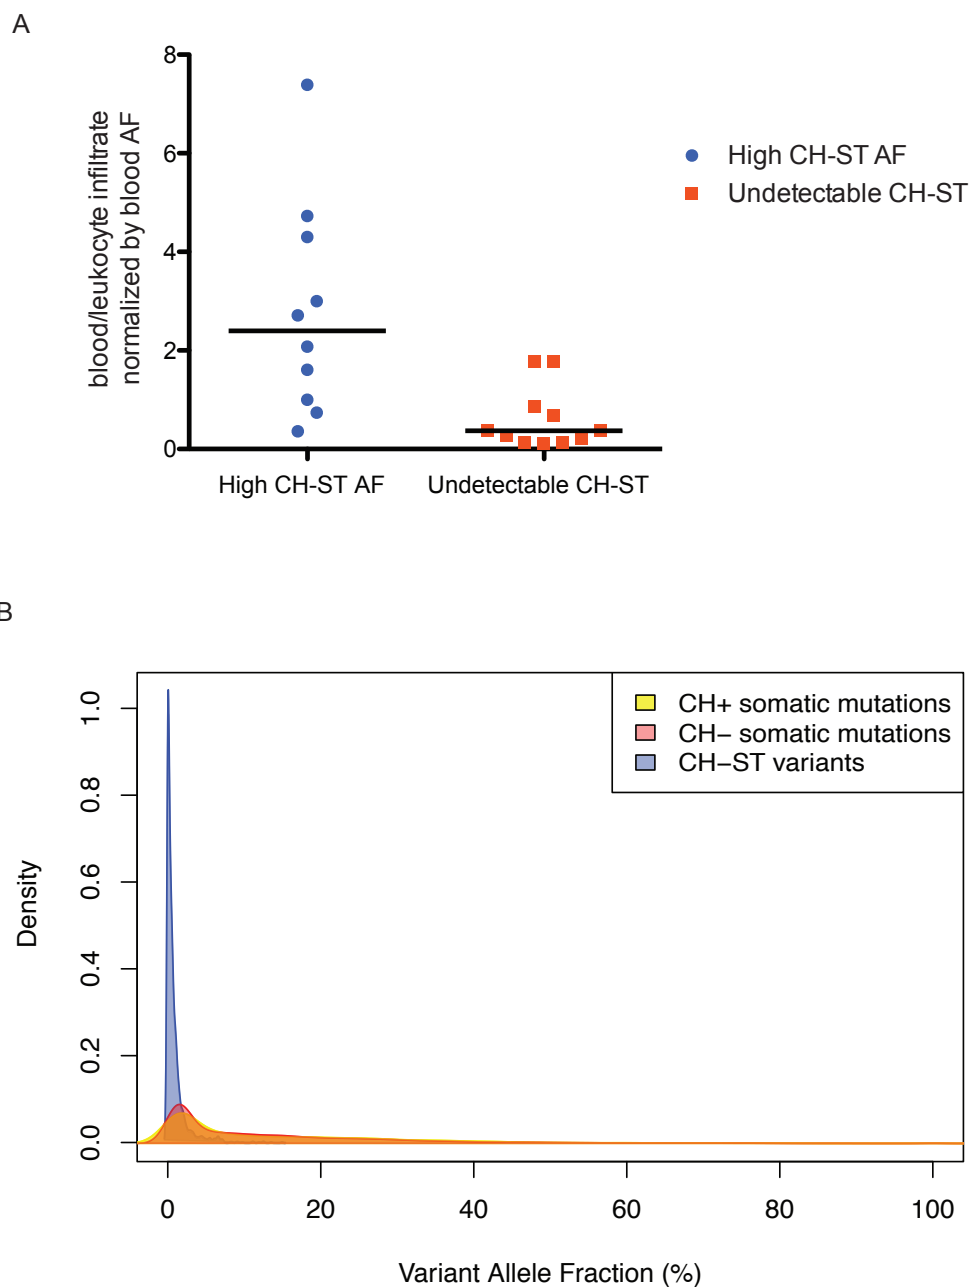 A
8
6
4
2
0
blood/leukocyte infiltrate
normalized by blood AF
High CH-ST AF
Undetectable CH-ST
High CH-ST AF
Undetectable CH-ST
B
CH+ somatic mutations
CH− somatic mutations
CH−ST variants
1.0
0.8
0.6
0.4
0.2
0.0
Density
0
20
40
60
80
100
Variant Allele Fraction (%)